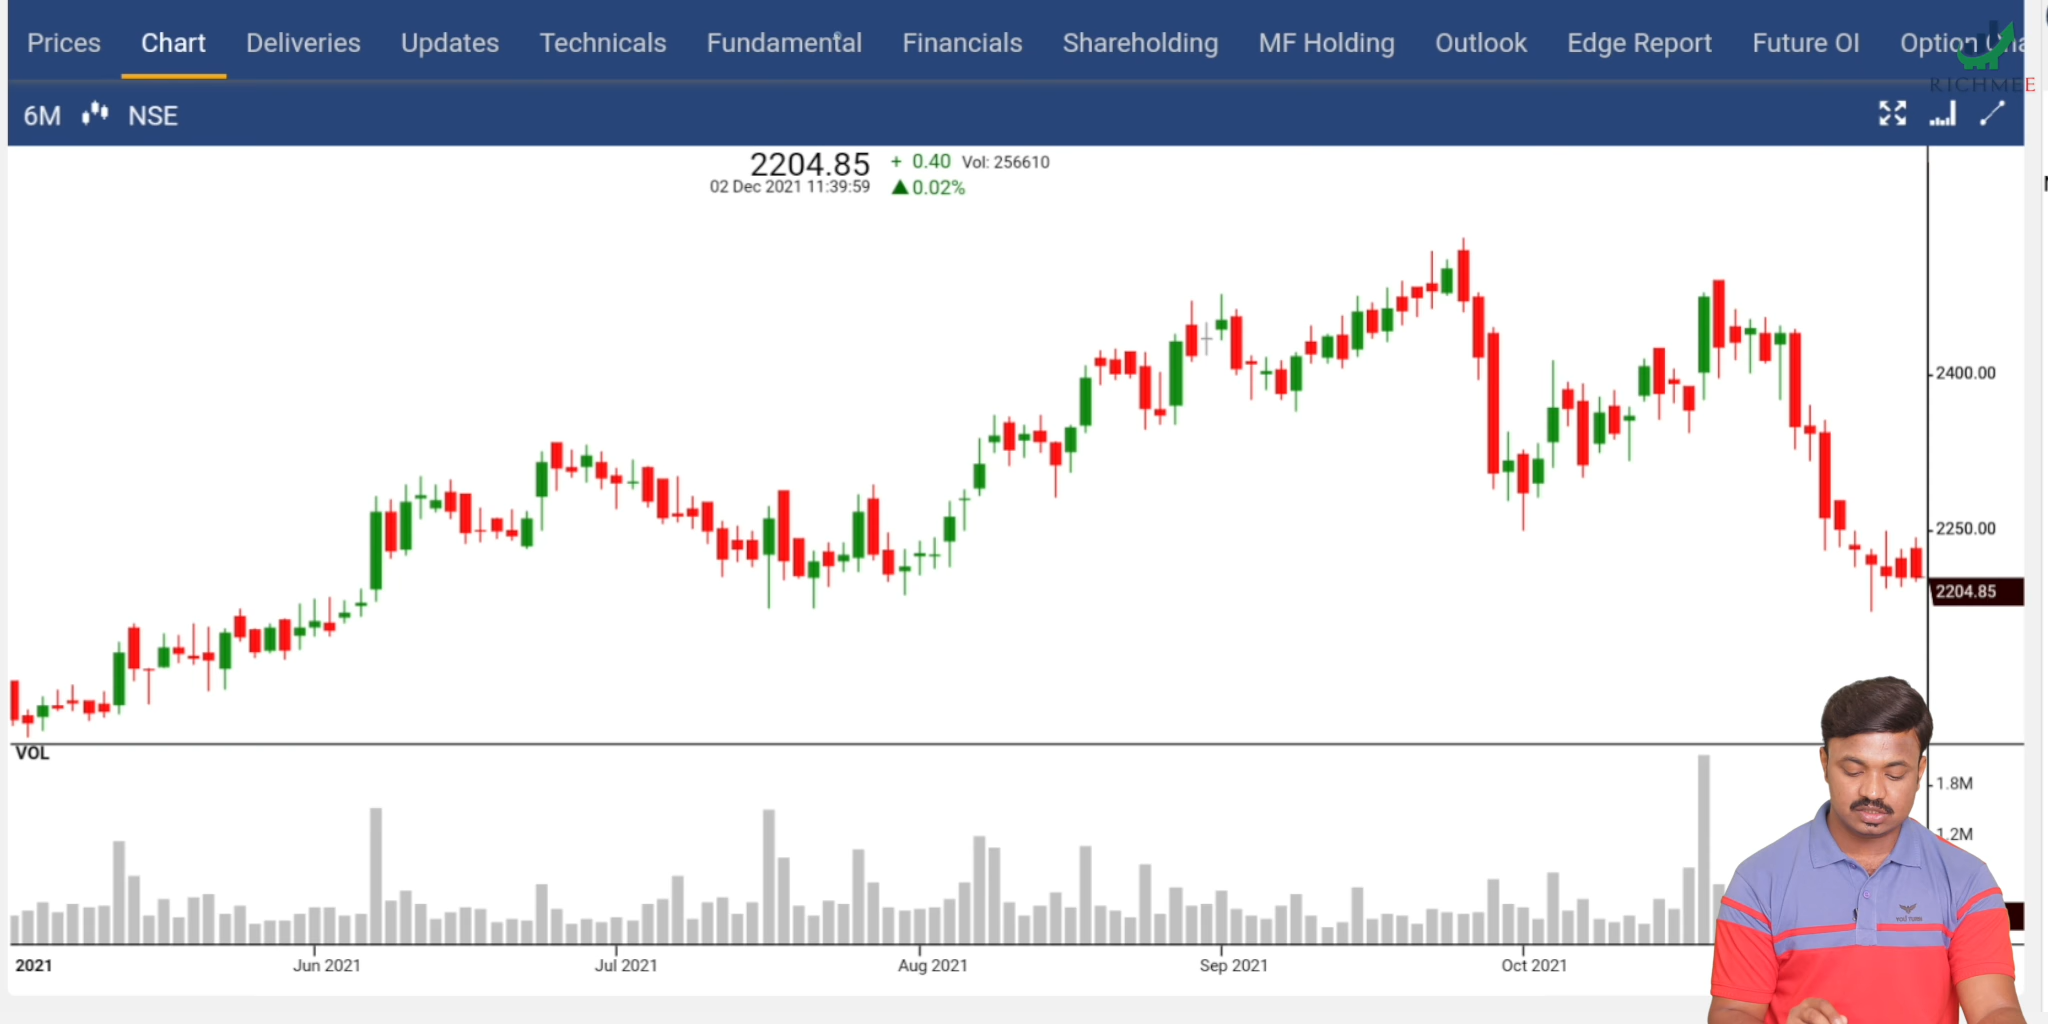 Prices Chart Deliveries Updates Technicals Fundamental Financials Shareholding MF Holding Outlook Edge Report Future OI Option
RICHMEE
6M NSE
2204.85 + 0.40 Vol: 256610
02 Dec 2021 11:39:59 ▲0.02%
2400.00
2250.00
2204.85
VOL
1.8M
1.2M
YOU TURN
2021 Jun 2021 Jul 2021 Aug 2021 Sep 2021 Oct 2021